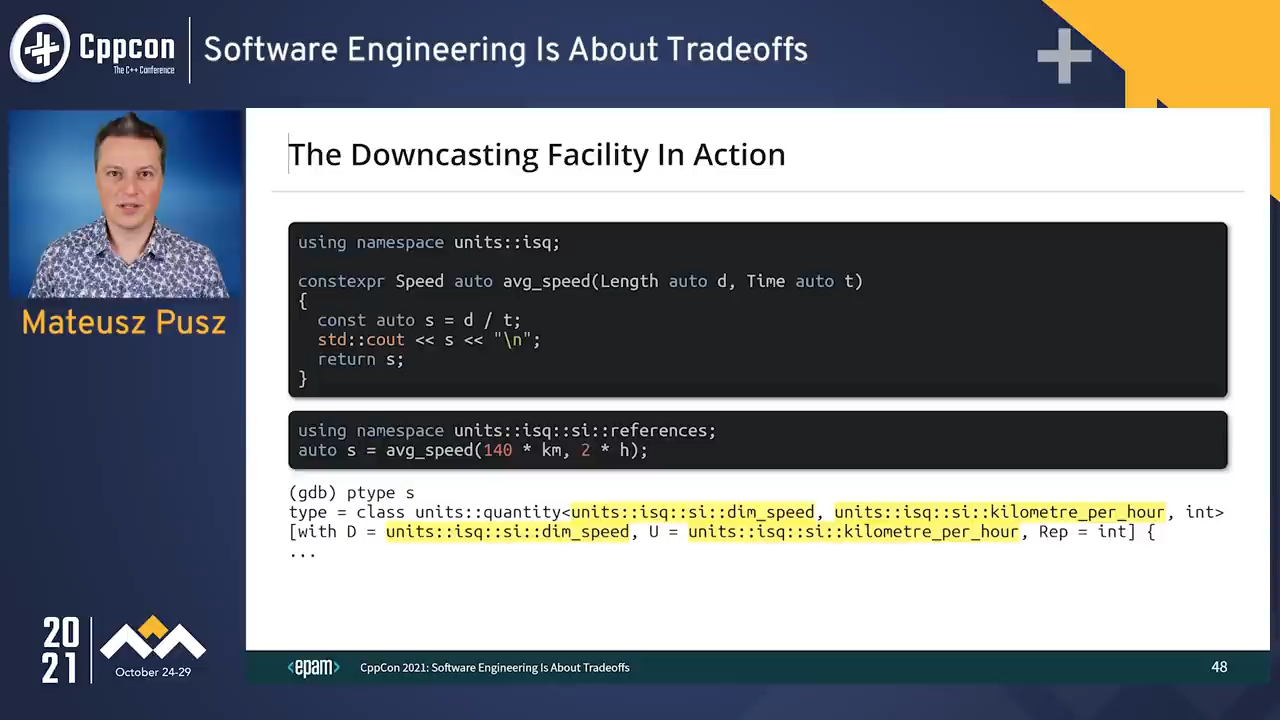 Cppcon
The C++ Conference
Software Engineering Is About Tradeoffs
Mateusz Pusz
The Downcasting Facility In Action
using namespace units::isq;
constexpr Speed auto avg_speed(Length auto d, Time auto t)
{
  const auto s = d / t;
  std::cout << s << "\n";
  return s;
}
using namespace units::isq::si::references;
auto s = avg_speed(140 * km, 2 * h);
(gdb) ptype s
type = class units::quantity<units::isq::si::dim_speed, units::isq::si::kilometre_per_hour, int>
[with D = units::isq::si::dim_speed, U = units::isq::si::kilometre_per_hour, Rep = int] {
...
20
21
October 24-29
<epam>
CppCon 2021: Software Engineering Is About Tradeoffs
48